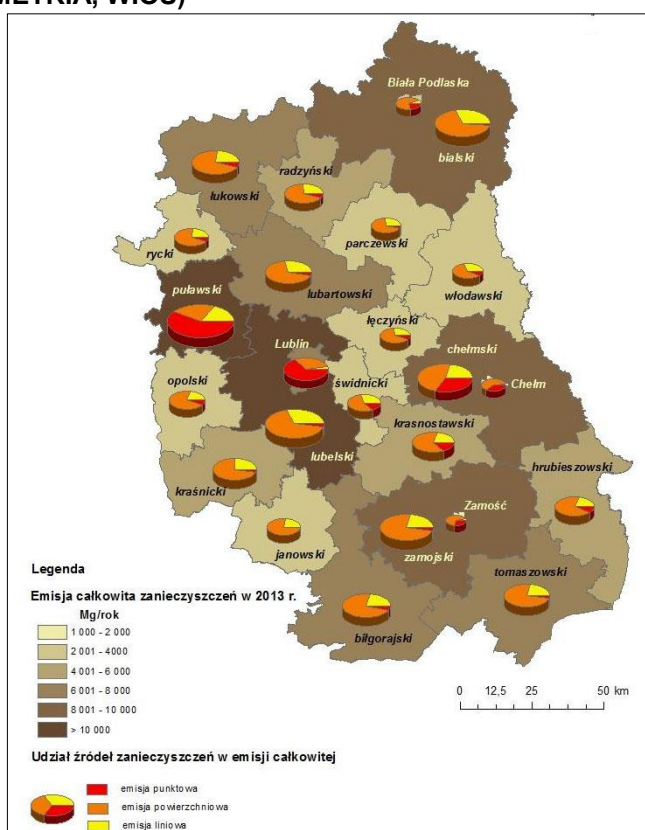 METRIA, WIOŚ)
Biała Podlaska
bialski
radzyński
łukowski
rycki
parczewski
włodawski
puławski
lubartowski
łęczyński
Lublin
chełmski
Chełm
świdnicki
opolski
krasnostawski
lubelski
hrubieszowski
kraśnicki
Zamość
zamojski
janowski
tomaszowski
biłgorajski
Legenda
Emisja całkowita zanieczyszczeń w 2013 r.
Mg/rok
1 000 - 2 000
2 001 - 4000
4 001 - 6 000
6 001 - 8 000
8 001 - 10 000
> 10 000
0 12,5 25 50 km
Udział źródeł zanieczyszczeń w emisji całkowitej
emisja punktowa
emisja powierzchniowa
emisja liniowa